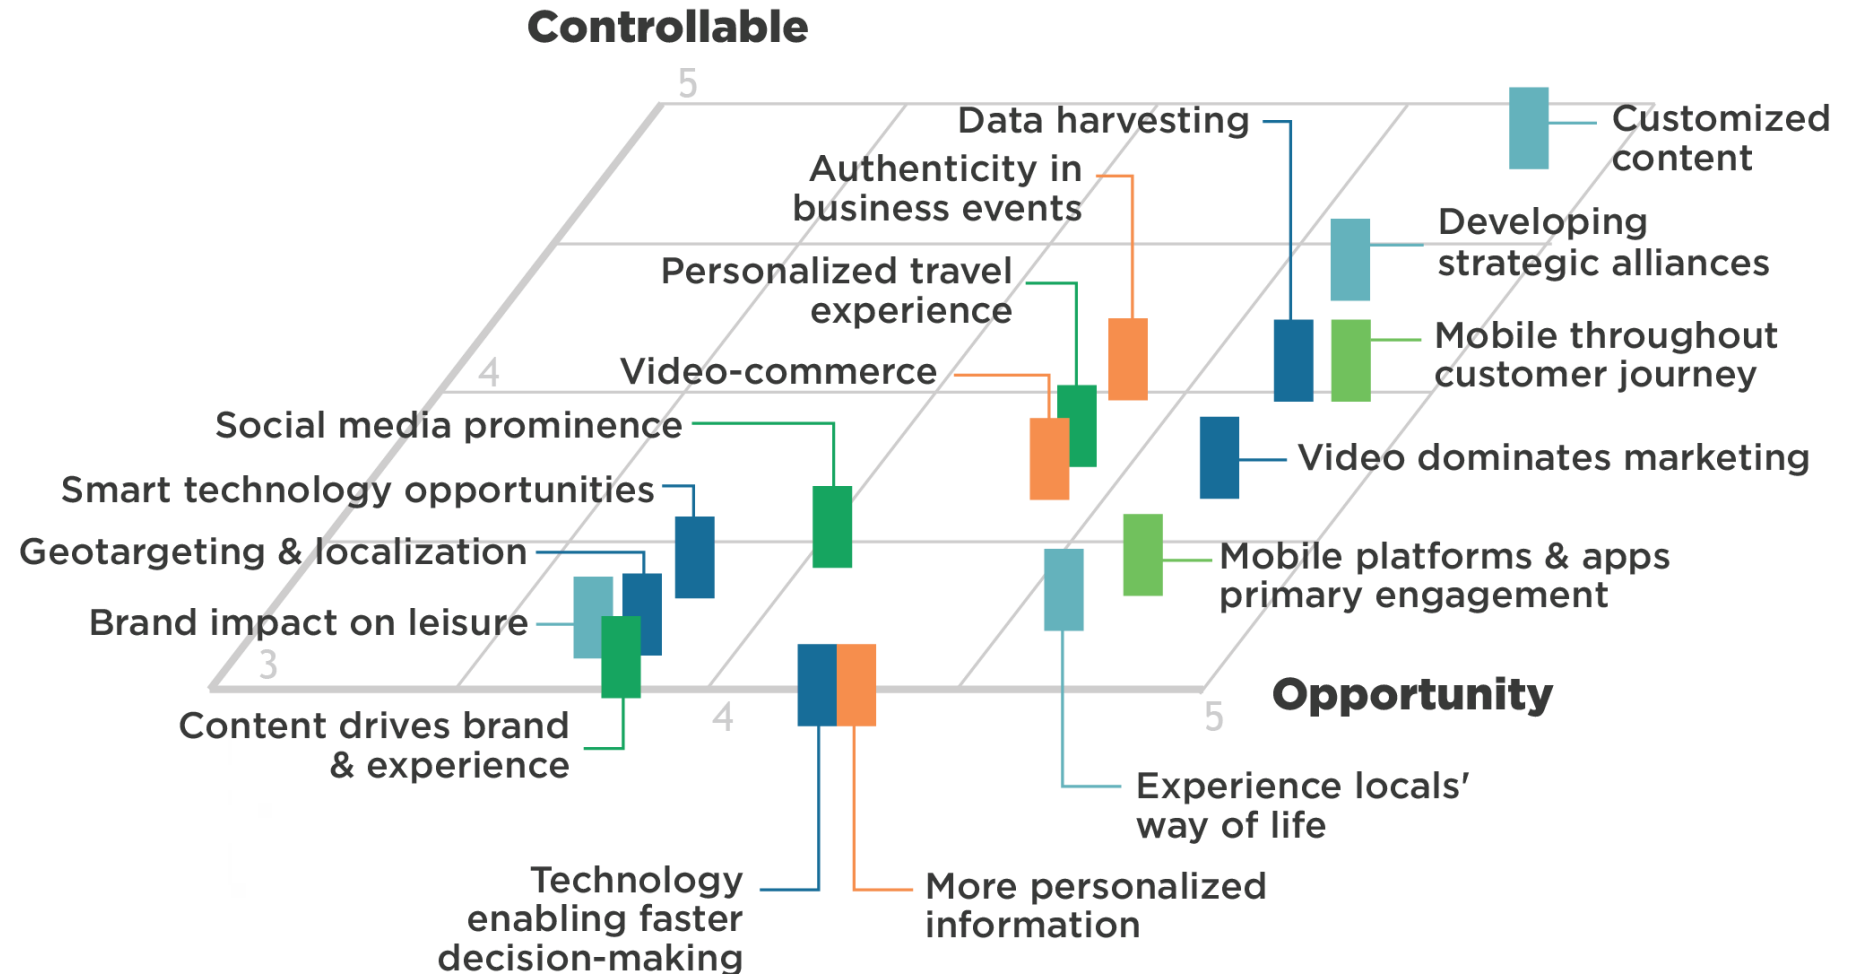 Controllable
5
Data harvesting
Customized
content
Authenticity in
business events
Developing
strategic alliances
Personalized travel
experience
Mobile throughout
customer journey
4
Video-commerce
Social media prominence
Video dominates marketing
Smart technology opportunities
Geotargeting & localization
Mobile platforms & apps
primary engagement
Brand impact on leisure
3
Opportunity
4
5
Content drives brand
& experience
Experience locals'
way of life
Technology
enabling faster
decision-making
More personalized
information